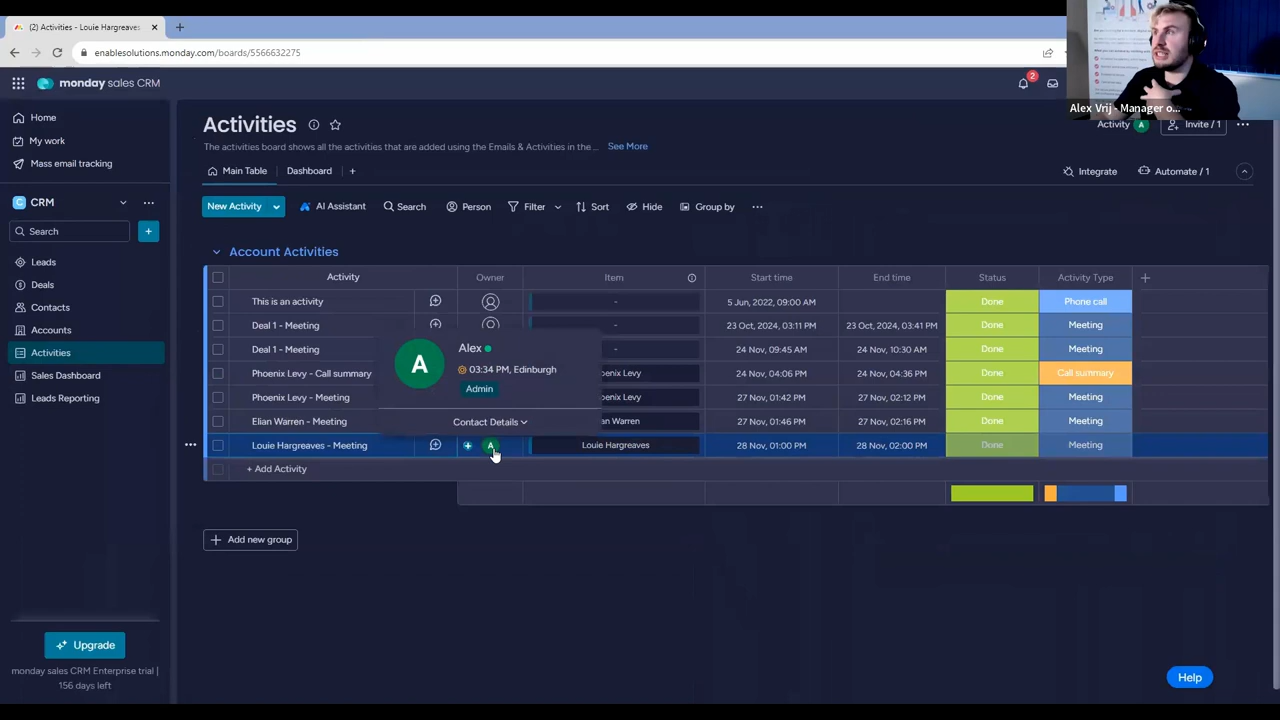 (2) Activities - Louie Hargreaves
enablesolutions.monday.com/boards/5566632275
monday sales CRM
2
Alex Vrij - Manager o...
Home
My work
Mass email tracking
C CRM
Search
Leads
Deals
Contacts
Accounts
Activities
Sales Dashboard
Leads Reporting
Upgrade
monday sales CRM Enterprise trial |
156 days left
Activities
Activity A Invite / 1
The activities board shows all the activities that are added using the Emails & Activities in the ... See More
Main Table Dashboard + Integrate Automate / 1
New Activity AI Assistant Search Person Filter Sort Hide Group by
Account Activities
Activity Owner Item Start time End time Status Activity Type
This is an activity - 5 Jun, 2022, 09:00 AM Done Phone call
Deal 1 - Meeting - 23 Oct, 2024, 03:11 PM 23 Oct, 2024, 03:41 PM Done Meeting
Deal 1 - Meeting - 24 Nov, 09:45 AM 24 Nov, 10:30 AM Done Meeting
Phoenix Levy - Call summary oenix Levy 24 Nov, 04:06 PM 24 Nov, 04:36 PM Done Call summary
Phoenix Levy - Meeting oenix Levy 27 Nov, 01:42 PM 27 Nov, 02:12 PM Done Meeting
Elian Warren - Meeting an Warren 27 Nov, 01:46 PM 27 Nov, 02:16 PM Done Meeting
Louie Hargreaves - Meeting A Louie Hargreaves 28 Nov, 01:00 PM 28 Nov, 02:00 PM Done Meeting
+ Add Activity
A
Alex
03:34 PM, Edinburgh
Admin
Contact Details
+ Add new group
Help